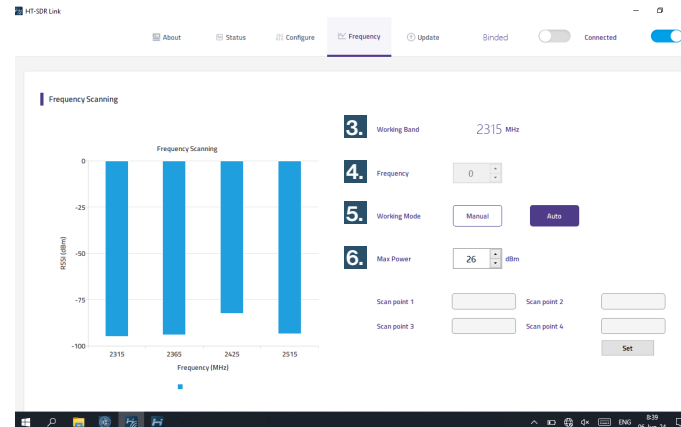 HT-SDR Link
About Status Configure Frequency Update Binded Connected
Frequency Scanning
3. Working Band 2315 MHz
Frequency Scanning
4. Frequency 0
5. Working Mode Manual Auto
6. Max Power 26 dBm
Scan point 1 Scan point 2
Scan point 3 Scan point 4
Set
0
-25
-50
-75
-100
RSSI (dBm)
2315 2365 2425 2515
Frequency (MHz)
ENG 8:39